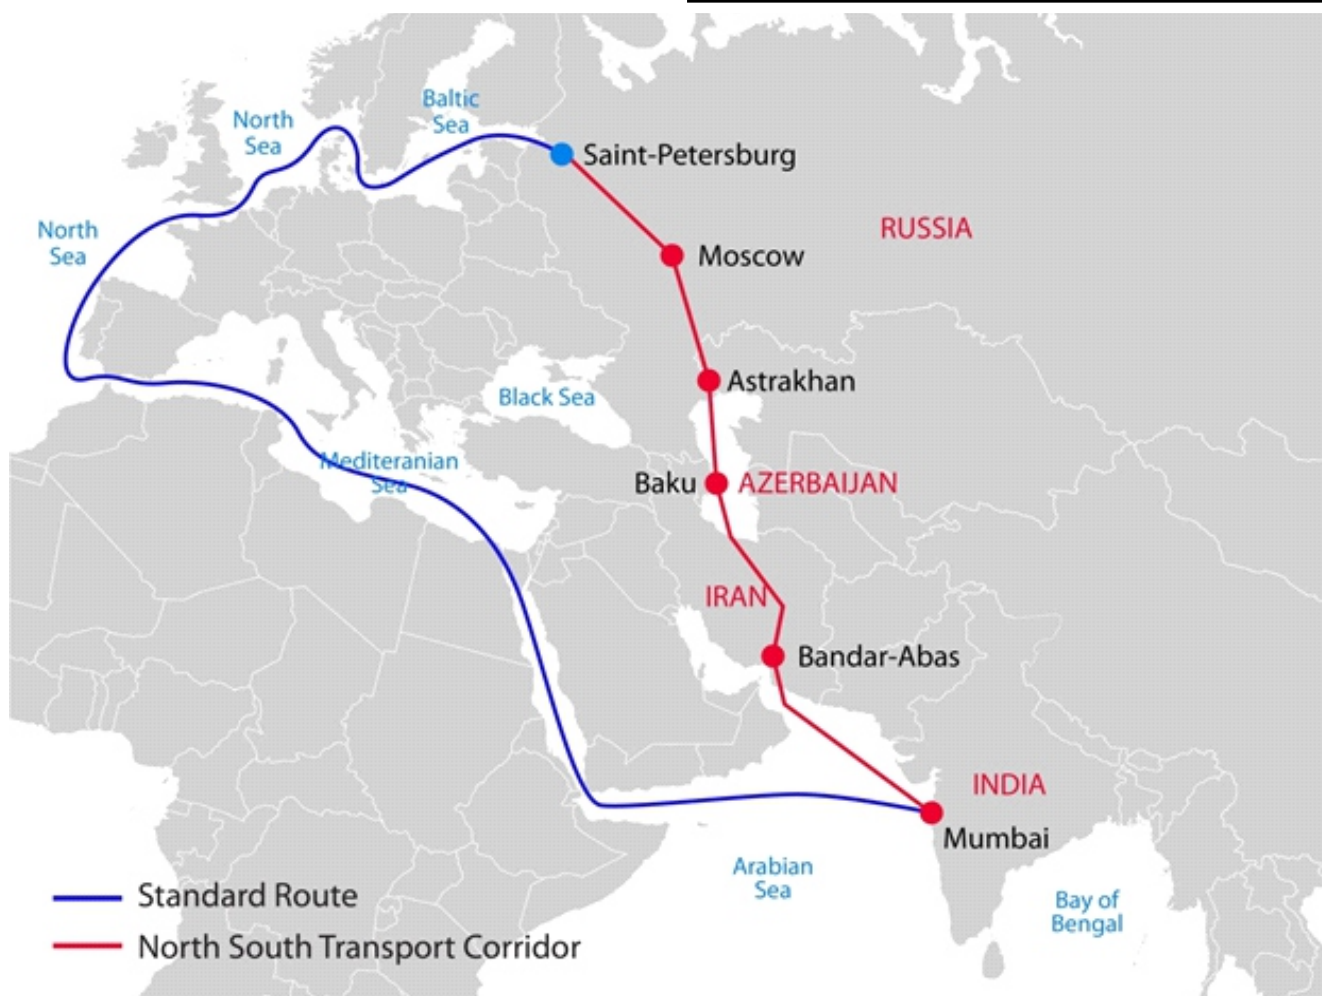 Baltic
Sea
North
Sea
Saint-Petersburg
North
Sea
RUSSIA
Moscow
Astrakhan
Black Sea
Mediteranian
Sea
Baku
AZERBAIJAN
IRAN
Bandar-Abas
INDIA
Mumbai
Arabian
Sea
Bay of
Bengal
Standard Route
North South Transport Corridor